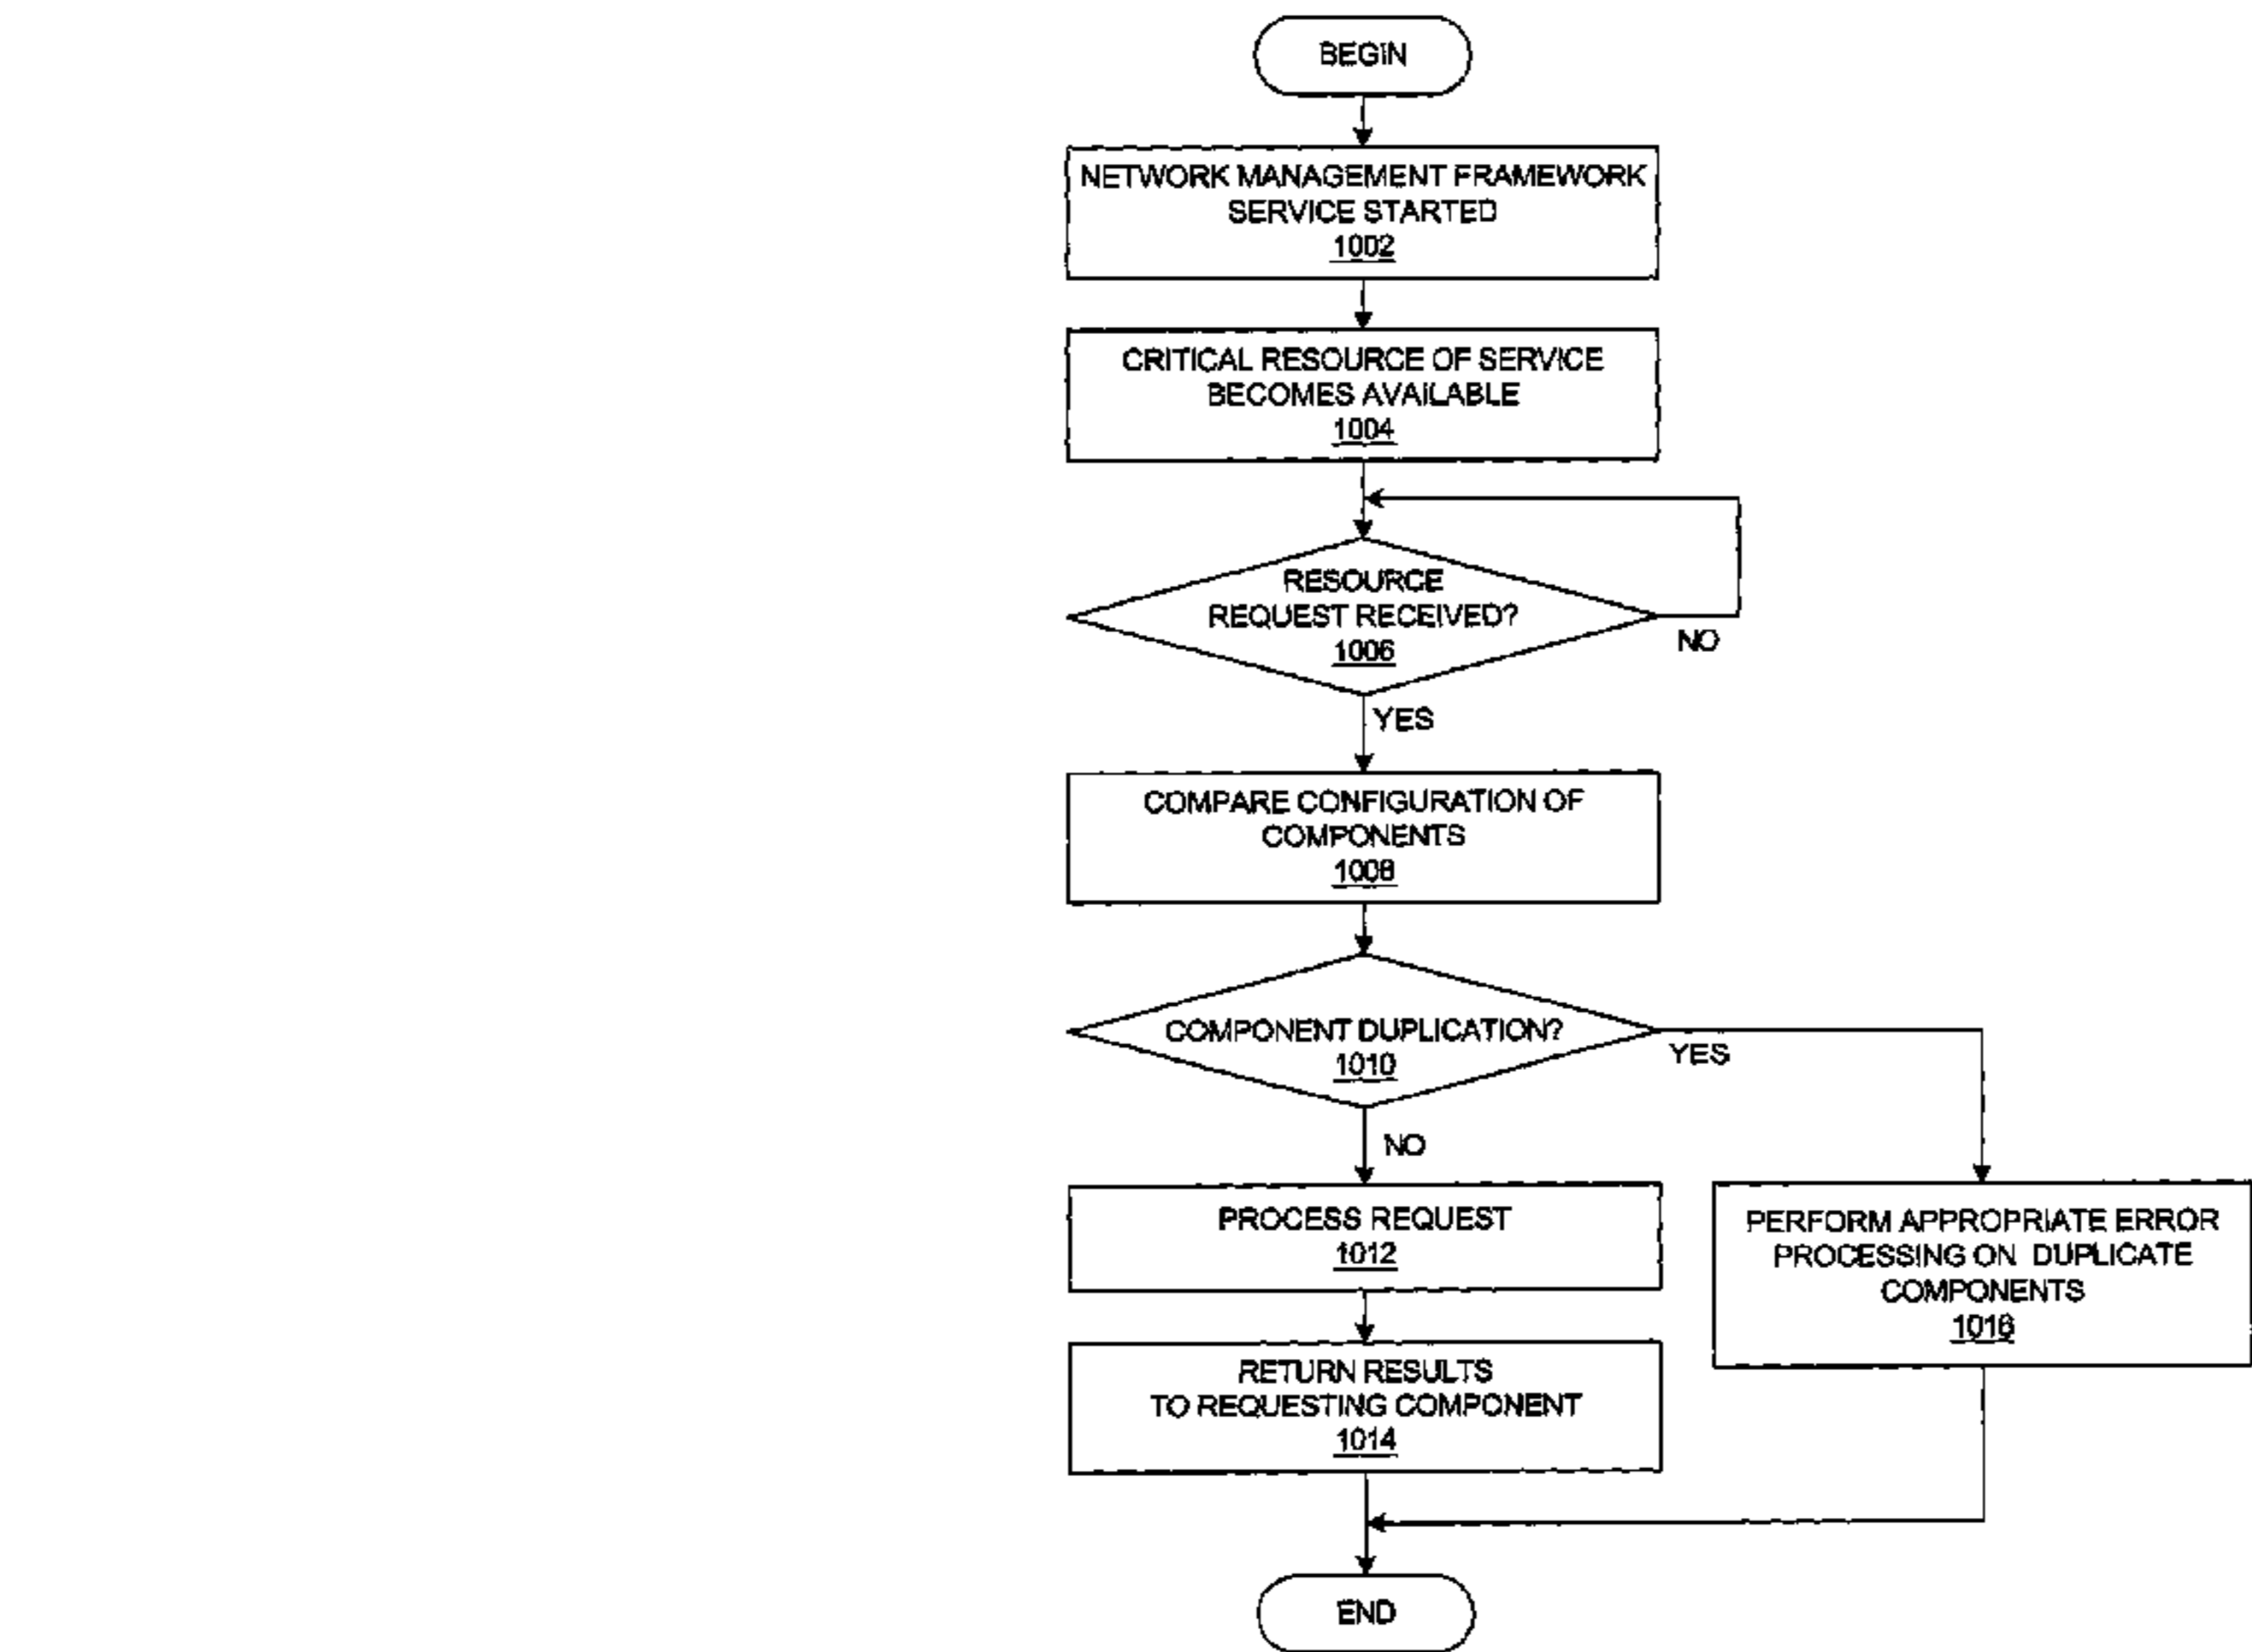 BEGIN
NETWORK MANAGEMENT FRAMEWORK
SERVICE STARTED
1002
CRITICAL RESOURCE OF SERVICE
BECOMES AVAILABLE
1004
RESOURCE
REQUEST RECEIVED?
1006
NO
YES
COMPARE CONFIGURATION OF
COMPONENTS
1008
COMPONENT DUPLICATION?
1010
YES
NO
PROCESS REQUEST
1012
PERFORM APPROPRIATE ERROR
PROCESSING ON DUPLICATE
COMPONENTS
1016
RETURN RESULTS
TO REQUESTING COMPONENT
1014
END